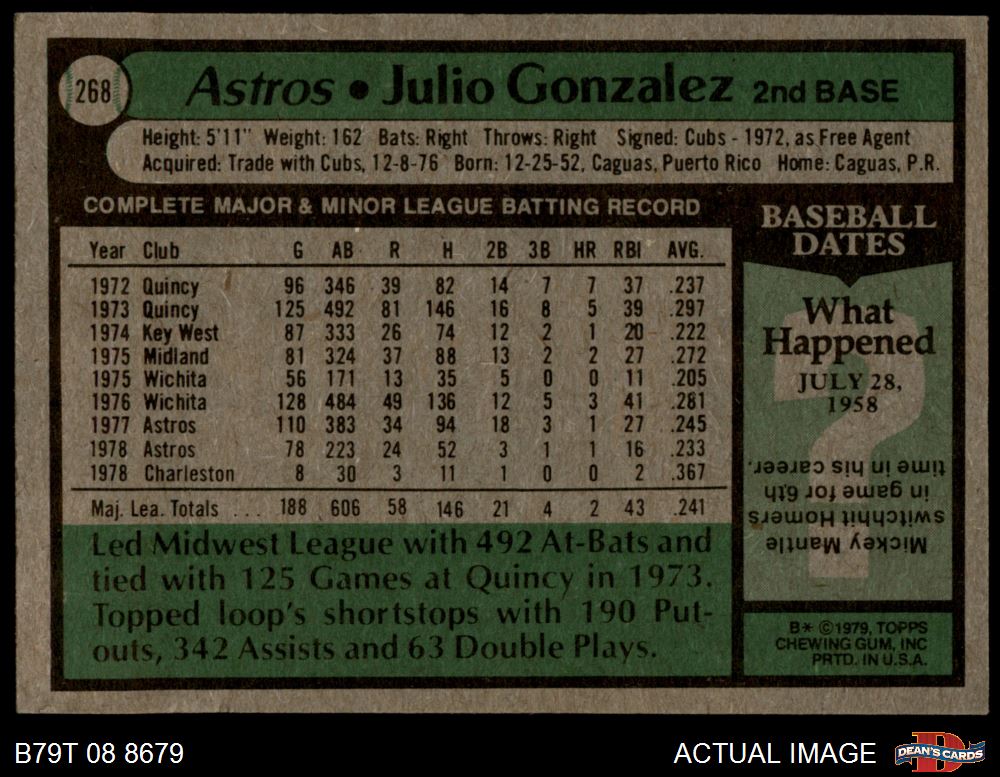 268
Astros • Julio Gonzalez 2nd BASE
Height: 5'11" Weight: 162 Bats: Right Throws: Right Signed: Cubs - 1972, as Free Agent
Acquired: Trade with Cubs, 12-8-76 Born: 12-25-52, Caguas, Puerto Rico Home: Caguas, P.R.
COMPLETE MAJOR & MINOR LEAGUE BATTING RECORD
Year Club G AB R H 2B 3B HR RBI AVG.
1972 Quincy 96 346 39 82 14 7 7 37 .237
1973 Quincy 125 492 81 146 16 8 5 39 .297
1974 Key West 87 333 26 74 12 2 1 20 .222
1975 Midland 81 324 37 88 13 2 2 27 .272
1975 Wichita 56 171 13 35 5 0 0 11 .205
1976 Wichita 128 484 49 136 12 5 3 41 .281
1977 Astros 110 383 34 94 18 3 1 27 .245
1978 Astros 78 223 24 52 3 1 1 16 .233
1978 Charleston 8 30 3 11 1 0 0 2 .367
Maj. Lea. Totals ... 188 606 58 146 21 4 2 43 .241
Led Midwest League with 492 At-Bats and
tied with 125 Games at Quincy in 1973.
Topped loop's shortstops with 190 Put-
outs, 342 Assists and 63 Double Plays.
BASEBALL
DATES
What
Happened
JULY 28,
1958
Mickey Mantle
switchhit Homers
in game for 6th
time in his career.
B* ©1979, TOPPS
CHEWING GUM, INC
PRTD. IN U.S.A.
B79T 08 8679
ACTUAL IMAGE
DEAN'S CARDS